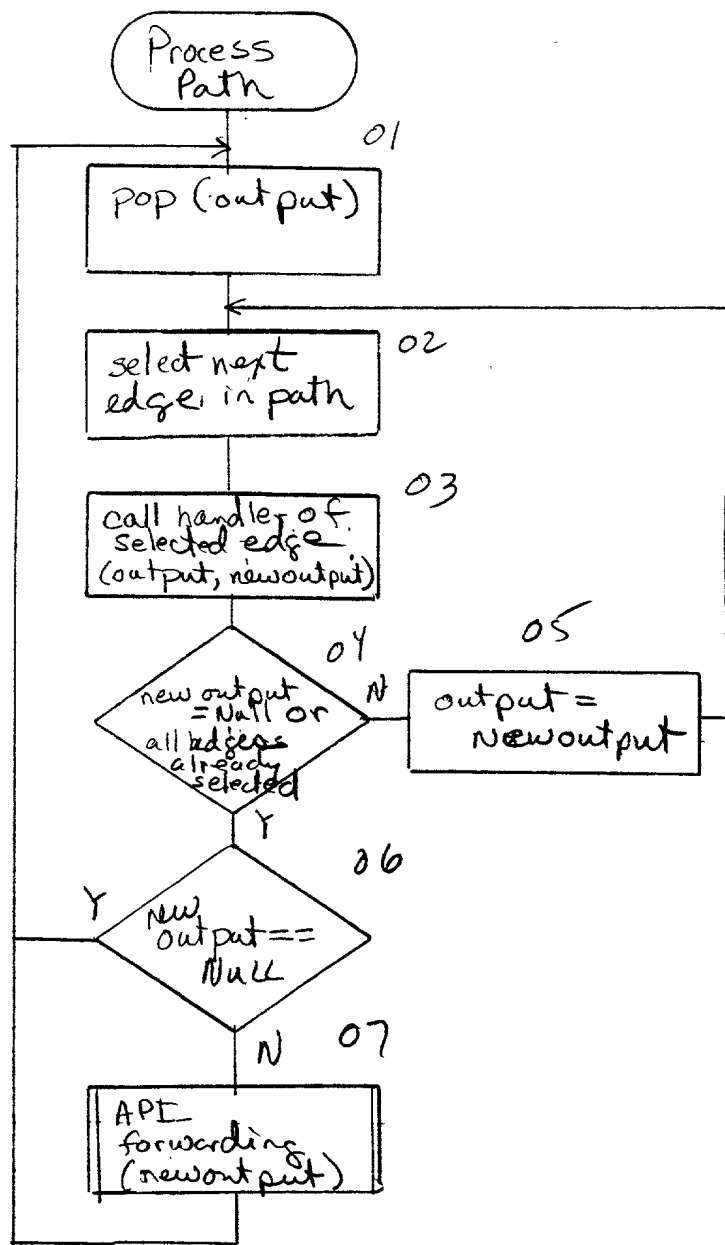 Process
Path
01
pop (output)
02
select next
edge in path
03
call handler of
selected edge
(output, newoutput)
04
new output
= Null or
all edges
already
selected
N
05
output =
Newoutput
Y
06
Y
New
output ==
Null
N
07
API
forwarding
(newoutput)